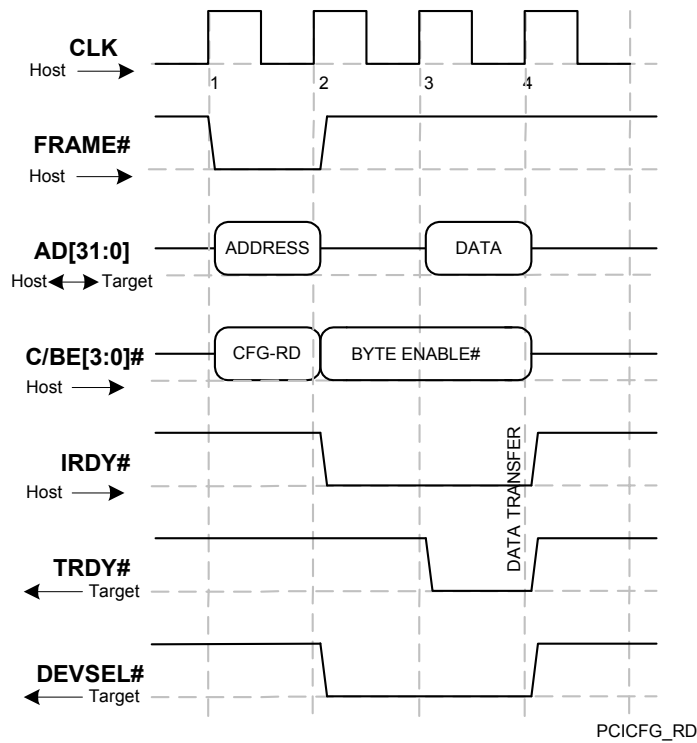 CLK
Host
1 2 3 4
FRAME#
Host
AD[31:0]
ADDRESS DATA
Host Target
C/BE[3:0]#
CFG-RD BYTE ENABLE#
Host
IRDY#
Host
DATA TRANSFER
TRDY#
Target
DEVSEL#
Target
PCICFG_RD